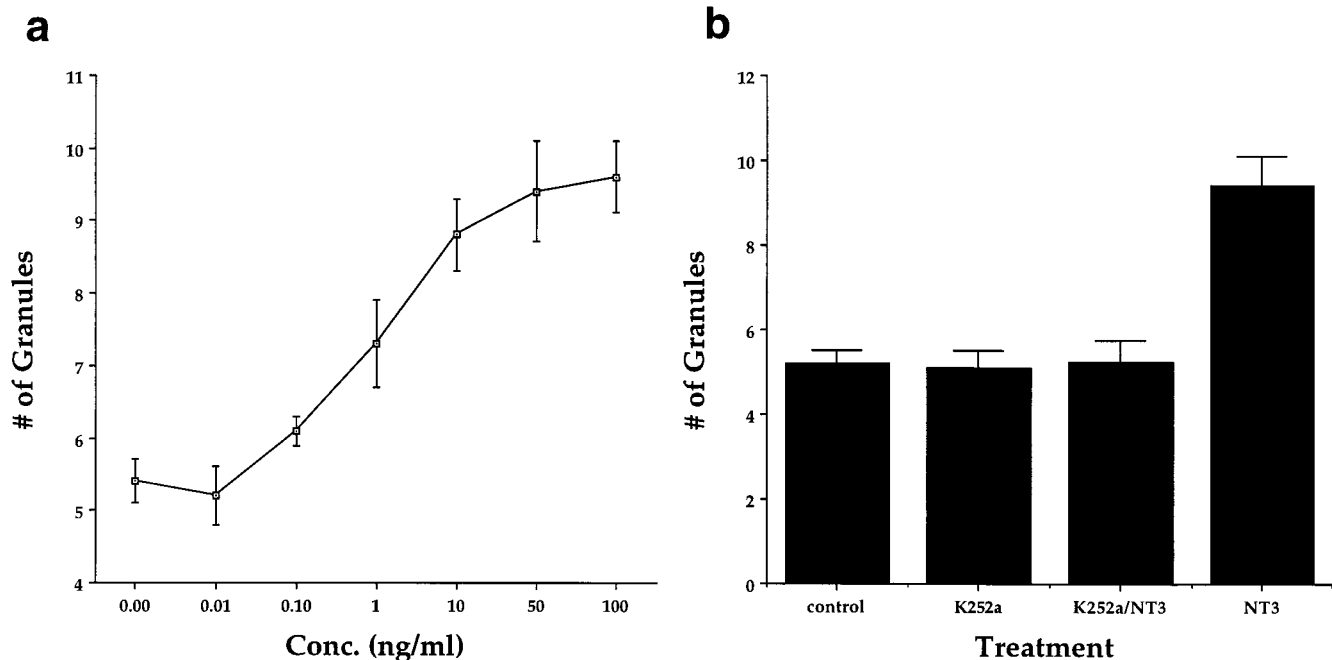 a
11
10
9
8
7
6
5
4
# of Granules
0.00 0.01 0.10 1 10 50 100
Conc. (ng/ml)
b
12
10
8
6
4
2
0
# of Granules
control K252a K252a/NT3 NT3
Treatment